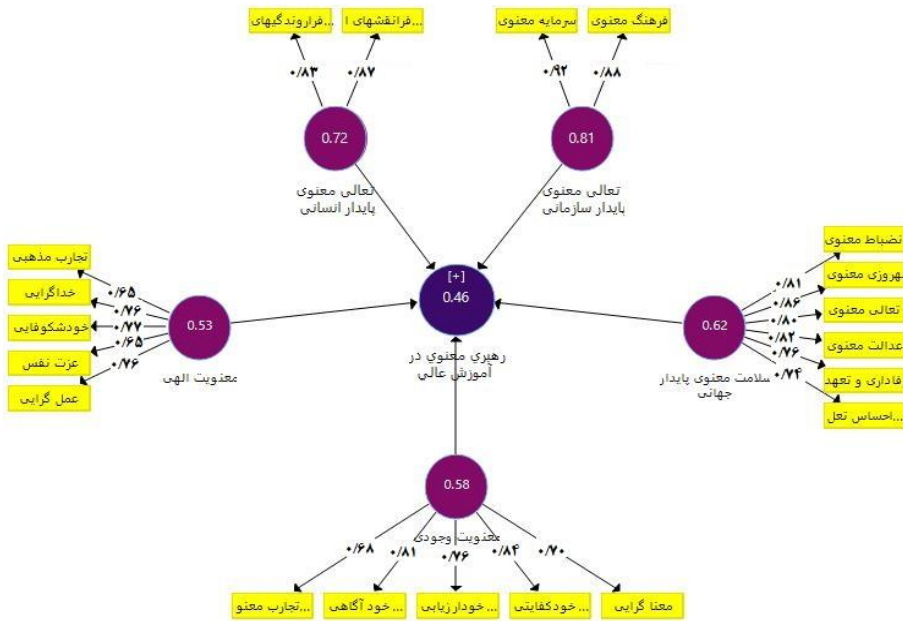 فرهنگ معنوی
سرمایه معنوی
فرانقشهای ا...
فراروندگیهای...
۰/۸۸
۰/۹۲
۰/۸۷
۰/۸۳
0.81
0.72
تعالی معنوی
پایدار سازمانی
تعالی معنوی
پایدار انسانی
[+]
0.46
رهبري معنوي در
آموزش عالي
نضباط معنوی
بهروزی معنوی
تعالی معنوی
عدالت معنوی
فاداری و تعهد
احساس تعل...
۰/۸۱
۰/۸۶
۰/۸۰
۰/۸۲
۰/۷۶
۰/۷۴
0.62
سلامت معنوی پایدار
جهانی
0.53
معنویت الهی
۰/۶۵
۰/۷۶
۰/۷۷
۰/۶۵
۰/۷۶
تجارب مذهبی
خداگرایی
خودشکوفایی
عزت نفس
عمل گرایی
0.58
معنویت وجودی
۰/۷۰
۰/۸۴
۰/۷۶
۰/۸۱
۰/۶۸
معنا گرایی
خودکفایتی...
خودارزیابی...
خود آگاهی...
تجارب معنو...